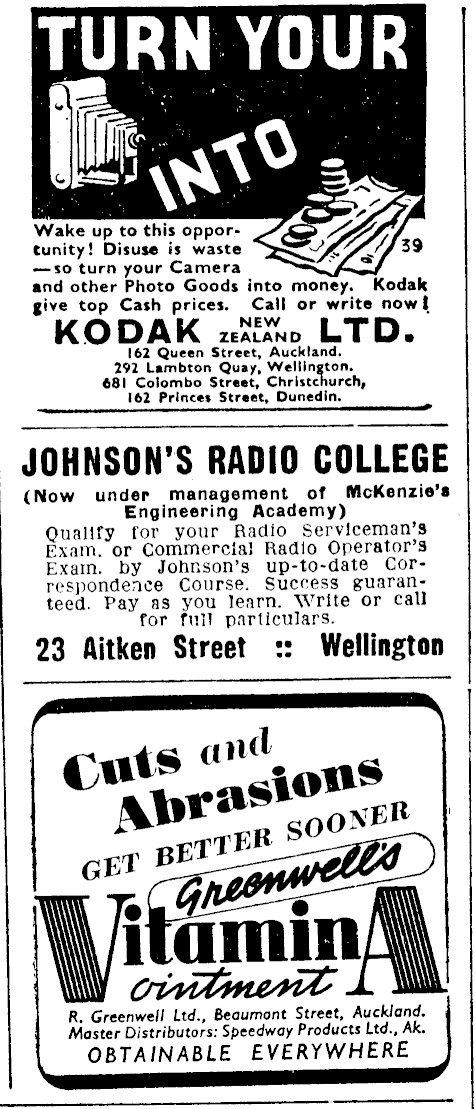 TURN YOUR
INTO
Wake up to this oppor-
tunity! Disuse is waste
—so turn your Camera
39
and other Photo Goods into money. Kodak
give top Cash prices. Call or write now!
KODAK NEW ZEALAND LTD.
162 Queen Street, Auckland.
292 Lambton Quay, Wellington.
681 Colombo Street, Christchurch,
162 Princes Street, Dunedin.
JOHNSON'S RADIO COLLEGE
(Now under management of McKenzie's
Engineering Academy)
Qualify for your Radio Serviceman's
Exam. or Commercial Radio Operator's
Exam. by Johnson's up-to-date Cor-
respondence Course. Success guaran-
teed. Pay as you learn. Write or call
for full particulars.
23 Aitken Street :: Wellington
Cuts and
Abrasions
GET BETTER SOONER
Greenwell's
Vitamin A
ointment
R. Greenwell Ltd., Beaumont Street, Auckland.
Master Distributors: Speedway Products Ltd., Ak.
OBTAINABLE EVERYWHERE